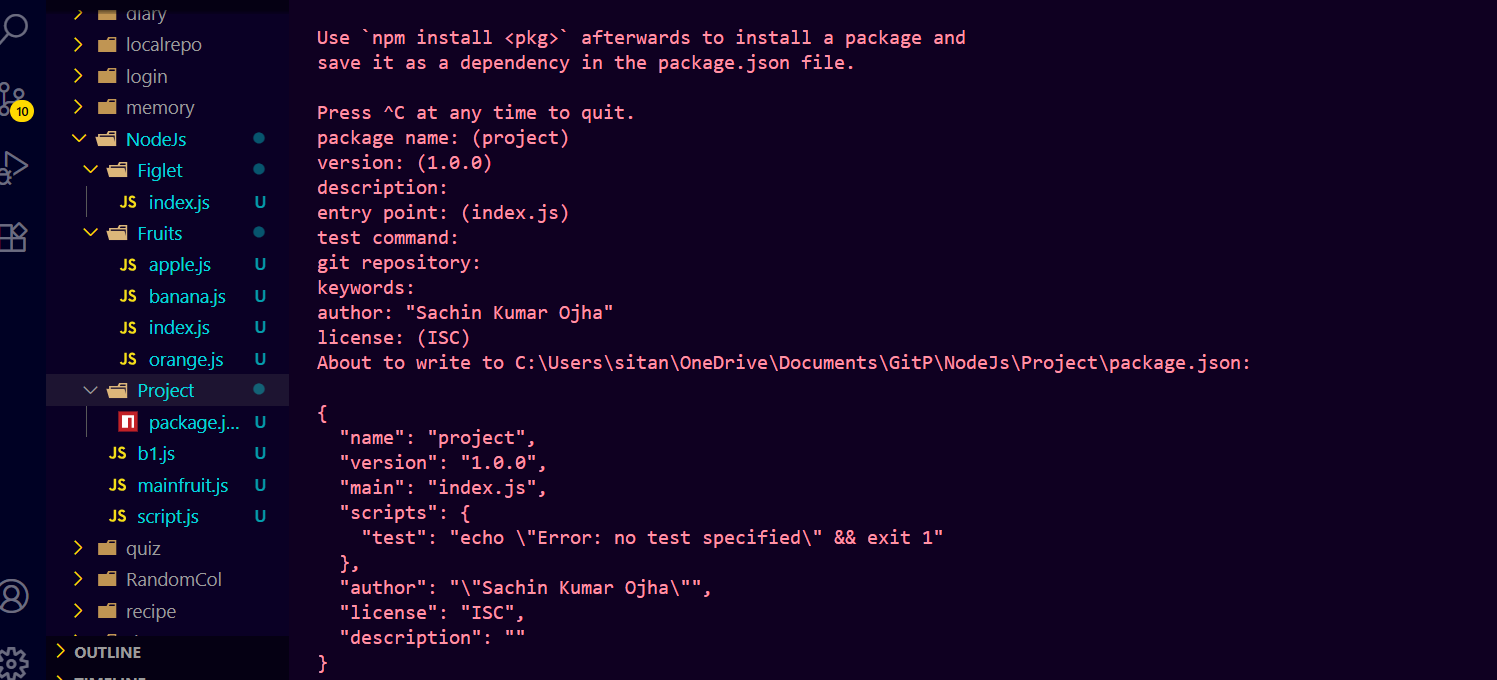 diary
localrepo
login
memory
10
NodeJs
Figlet
JS index.js U
Fruits
JS apple.js U
JS banana.js U
JS index.js U
JS orange.js U
Project
package.j... U
JS b1.js U
JS mainfruit.js U
JS script.js U
quiz
RandomCol
recipe
OUTLINE
TIMELINE
Use `npm install <pkg>` afterwards to install a package and
save it as a dependency in the package.json file.
Press ^C at any time to quit.
package name: (project)
version: (1.0.0)
description:
entry point: (index.js)
test command:
git repository:
keywords:
author: "Sachin Kumar Ojha"
license: (ISC)
About to write to C:\Users\sitan\OneDrive\Documents\GitP\NodeJs\Project\package.json:
{
  "name": "project",
  "version": "1.0.0",
  "main": "index.js",
  "scripts": {
    "test": "echo \"Error: no test specified\" && exit 1"
  },
  "author": "\"Sachin Kumar Ojha\"",
  "license": "ISC",
  "description": ""
}